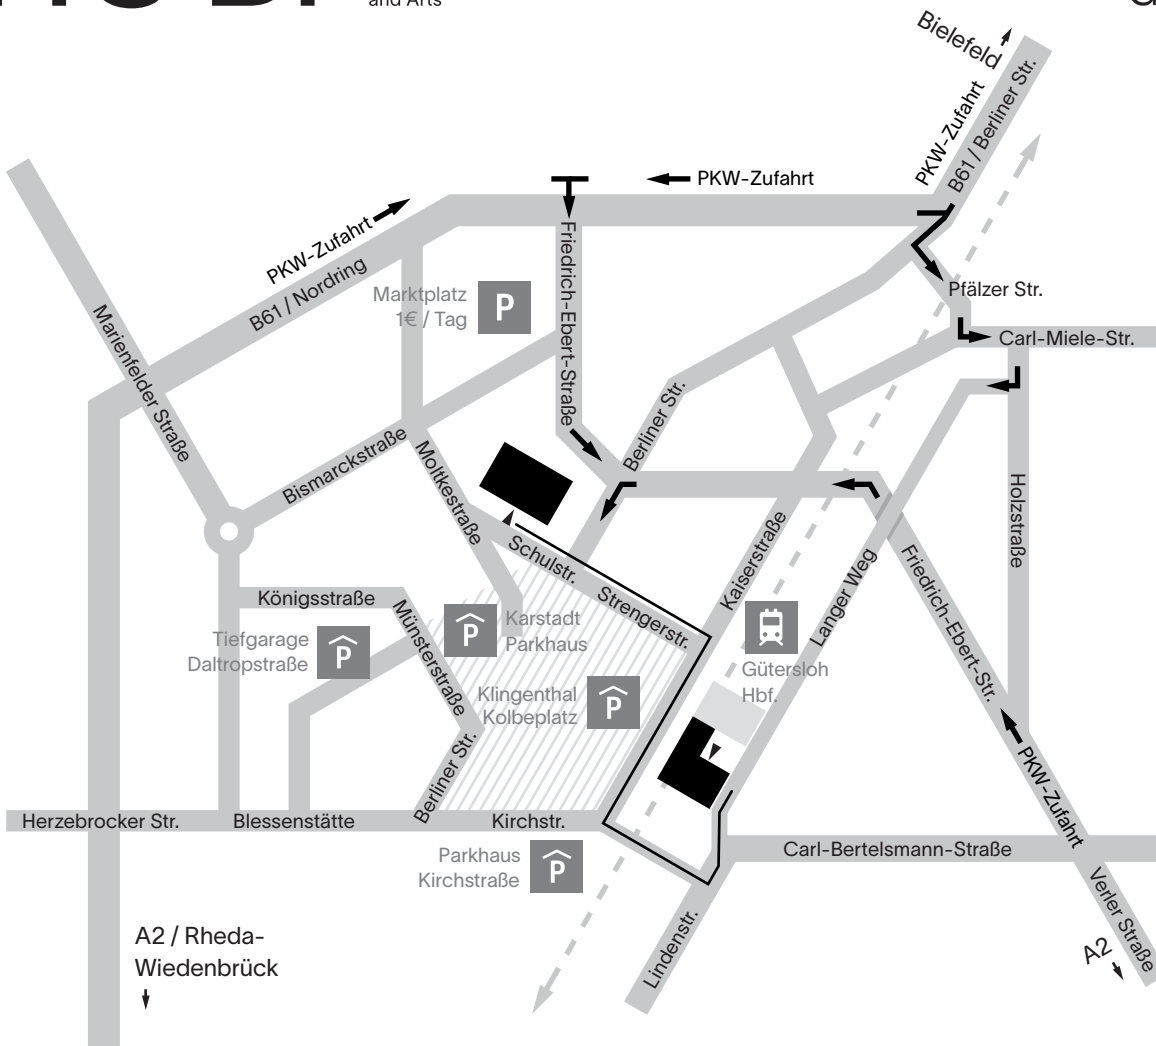 and Arts
Bielefeld
PKW-Zufahrt
B61 / Berliner Str.
PKW-Zufahrt
PKW-Zufahrt
B61 / Nordring
Friedrich-Ebert-Straße
Marktplatz
1€ / Tag
P
Pfälzer Str.
Carl-Miele-Str.
Marienfelder Straße
Berliner Str.
Bismarckstraße
Moltkestraße
Holzstraße
Schulstr.
Kaiserstraße
Langer Weg
Friedrich-Ebert-Str.
Strengerstr.
Königsstraße
Münsterstraße
Tiefgarage
Daltropstraße
P
P
Karstadt
Parkhaus
Gütersloh
Hbf.
Klingenthal
Kolbeplatz
P
Berliner Str.
PKW-Zufahrt
Herzebrocker Str.
Blessenstätte
Kirchstr.
Parkhaus
Kirchstraße
P
Carl-Bertelsmann-Straße
Verler Straße
A2
Lindenstr.
A2 / Rheda-
Wiedenbrück